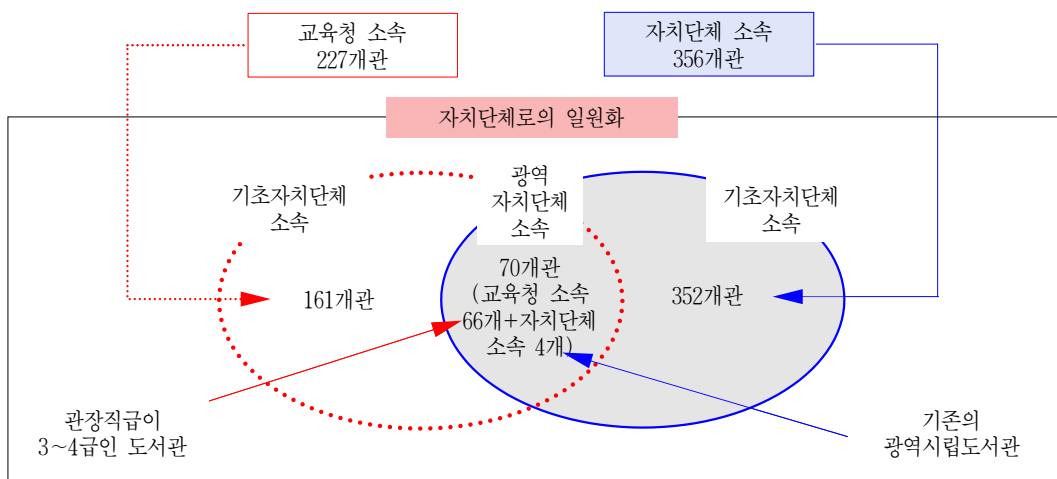 교육청 소속
227개관
자치단체 소속
356개관
자치단체로의 일원화
기초자치단체
소속
광역
자치단체
소속
기초자치단체
소속
161개관
70개관
(교육청 소속
66개+자치단체
소속 4개)
352개관
관장직급이
3~4급인 도서관
기존의
광역시립도서관